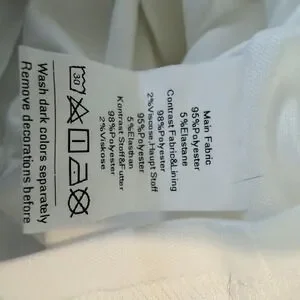 Main Fabric
95%Polyester
5%Elastane
Contrast Fabric&Lining
98%Polyester
2%Viscose,Haupt Stoff
95%Polyester
5%Elasthan
Kontrast Stoff&Futter
98%Polyester
2%Viskose
30
Wash dark colors separately
Remove decorations before